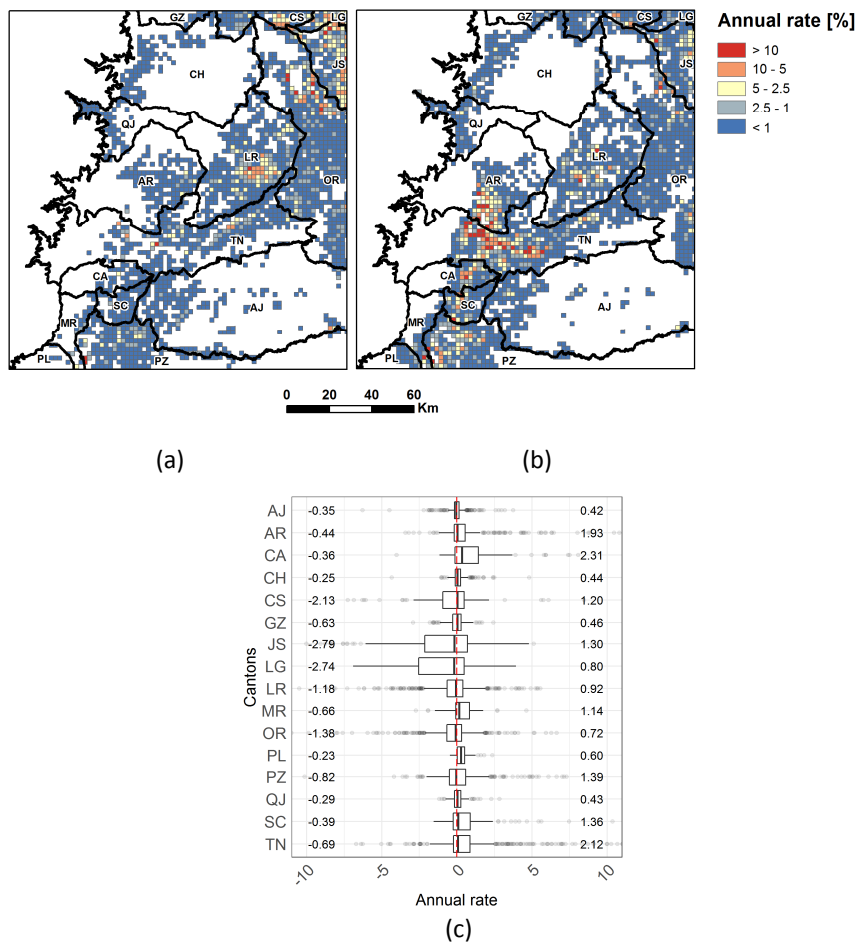 GZ CS LG GZ CS LG Annual rate [%]
JS JS > 10
CH CH 10 - 5
5 - 2.5
QJ QJ 2.5 - 1
LR LR < 1
AR OR AR OR
TN TN
CA CA
SC AJ SC AJ
MR MR
PL PZ PL PZ
0 20 40 60 Km
(a) (b)
AJ -0.35 0.42
AR -0.44 1.93
CA -0.36 2.31
CH -0.25 0.44
CS -2.13 1.20
GZ -0.63 0.46
JS -2.79 1.30
LG -2.74 0.80
LR -1.18 0.92
MR -0.66 1.14
OR -1.38 0.72
PL -0.23 0.60
PZ -0.82 1.39
QJ -0.29 0.43
SC -0.39 1.36
TN -0.69 2.12
Cantons
-10 -5 0 5 10
Annual rate
(c)